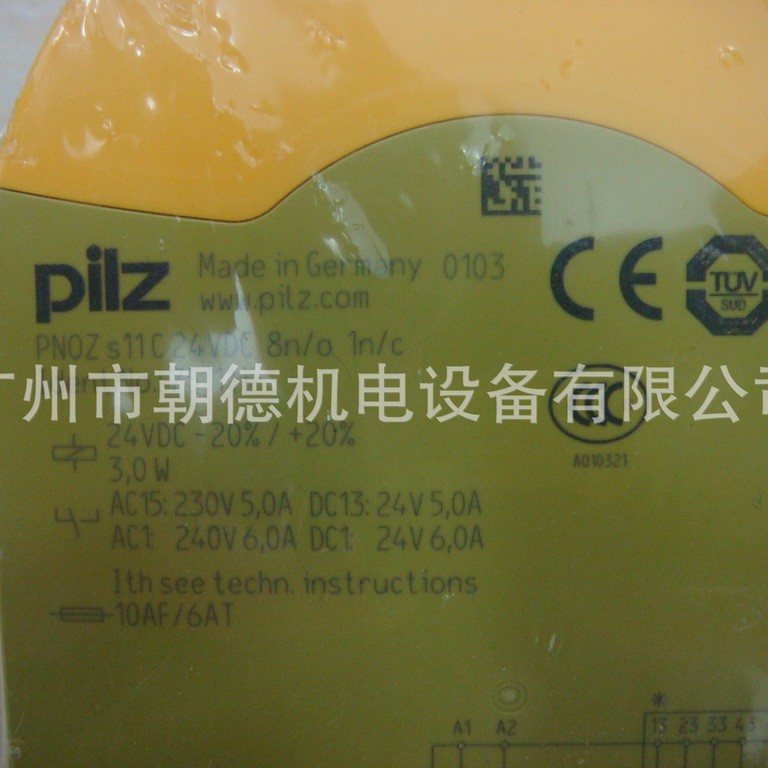 pilz Made in Germany 0103
www.pilz.com
CE
TÜV
SÜD
PNOZ s11 C 24VDC 8n/o 1n/c
广州市朝德机电设备有限公司
24VDC -20% / +20%
3,0 W
A010321
AC15: 230V 5,0A DC13: 24V 5,0A
AC1: 240V 6,0A DC1: 24V 6,0A
Ith see techn. instructions
10AF/6AT
*
A1 A2 13 23 33 43